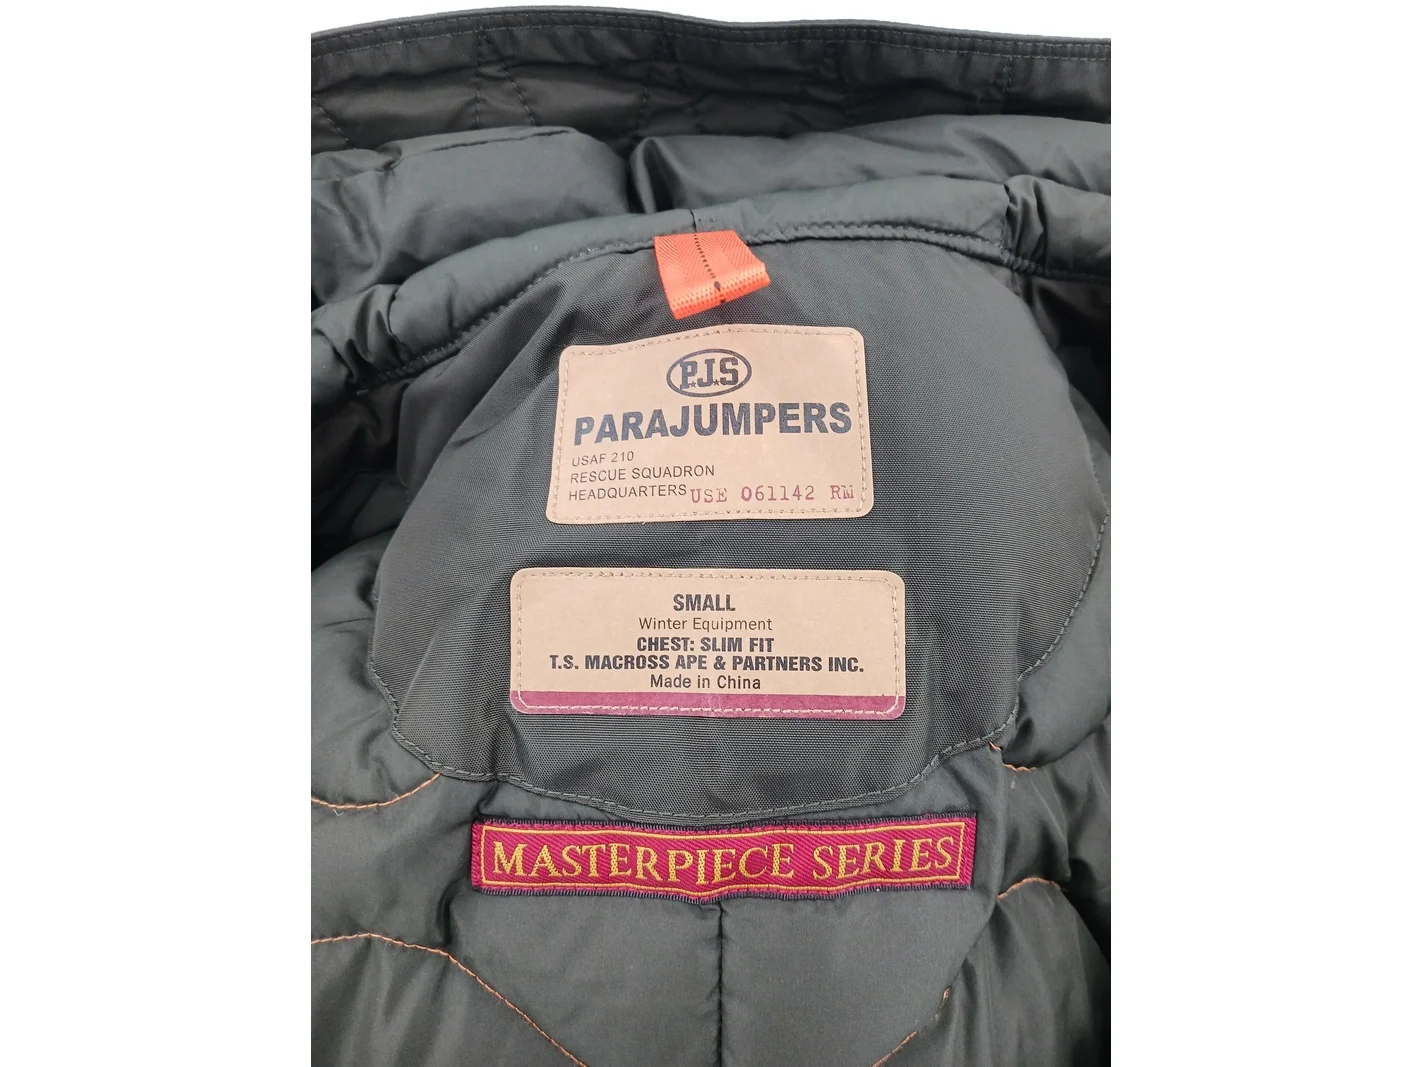 P.J.S
PARAJUMPERS
USAF 210
RESCUE SQUADRON
HEADQUARTERS USE 061142 RM
SMALL
Winter Equipment
CHEST: SLIM FIT
T.S. MACROSS APE & PARTNERS INC.
Made in China
MASTERPIECE SERIES